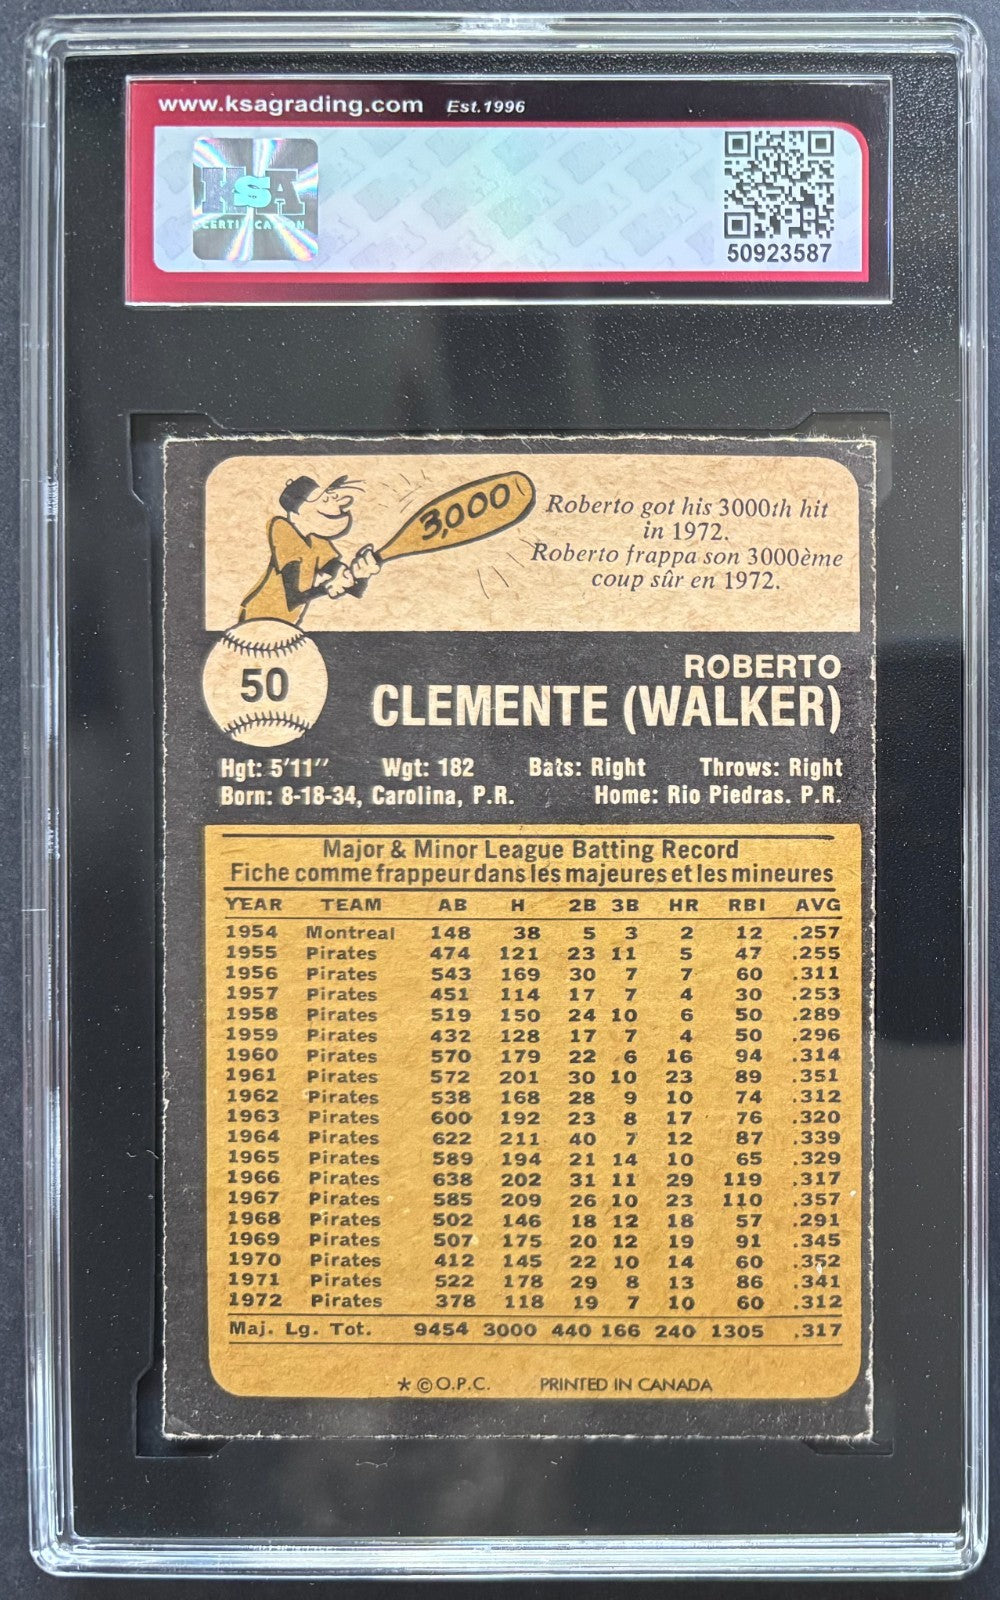 www.ksagrading.com Est.1996
KSA
CERTIFICATION
50923587
3,000
Roberto got his 3000th hit
in 1972.
Roberto frappa son 3000ème
coup sûr en 1972.
50
ROBERTO
CLEMENTE (WALKER)
Hgt: 5'11" Wgt: 182 Bats: Right Throws: Right
Born: 8-18-34, Carolina, P.R. Home: Rio Piedras. P.R.
Major & Minor League Batting Record
Fiche comme frappeur dans les majeures et les mineures
YEAR TEAM AB H 2B 3B HR RBI AVG
1954 Montreal 148 38 5 3 2 12 .257
1955 Pirates 474 121 23 11 5 47 .255
1956 Pirates 543 169 30 7 7 60 .311
1957 Pirates 451 114 17 7 4 30 .253
1958 Pirates 519 150 24 10 6 50 .289
1959 Pirates 432 128 17 7 4 50 .296
1960 Pirates 570 179 22 6 16 94 .314
1961 Pirates 572 201 30 10 23 89 .351
1962 Pirates 538 168 28 9 10 74 .312
1963 Pirates 600 192 23 8 17 76 .320
1964 Pirates 622 211 40 7 12 87 .339
1965 Pirates 589 194 21 14 10 65 .329
1966 Pirates 638 202 31 11 29 119 .317
1967 Pirates 585 209 26 10 23 110 .357
1968 Pirates 502 146 18 12 18 57 .291
1969 Pirates 507 175 20 12 19 91 .345
1970 Pirates 412 145 22 10 14 60 .352
1971 Pirates 522 178 29 8 13 86 .341
1972 Pirates 378 118 19 7 10 60 .312
Maj. Lg. Tot. 9454 3000 440 166 240 1305 .317
* © O.P.C. PRINTED IN CANADA